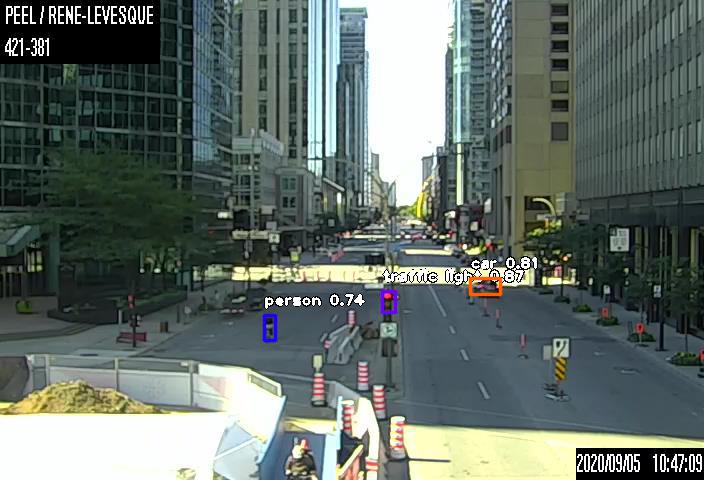 PEEL / RENE-LEVESQUE
421-381
car 0.81
traffic light 0.87
person 0.74
2020/09/05 10:47:09